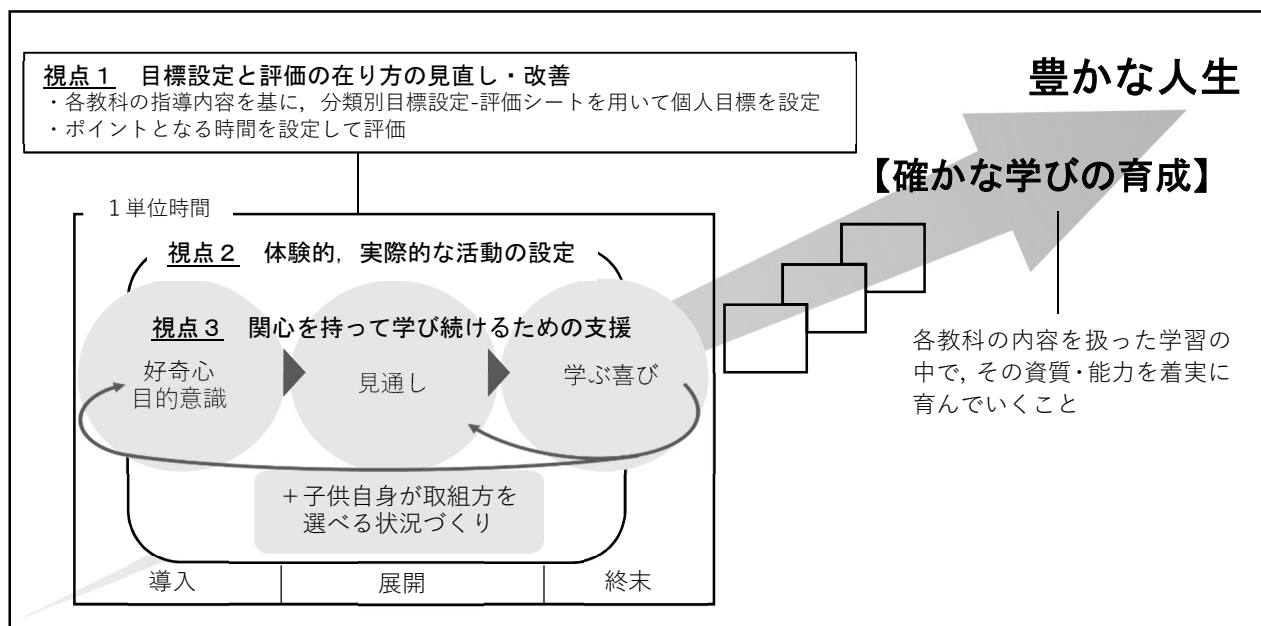 視点１　目標設定と評価の在り方の見直し・改善
・各教科の指導内容を基に，分類別目標設定-評価シートを用いて個人目標を設定
・ポイントとなる時間を設定して評価
豊かな人生
【確かな学びの育成】
各教科の内容を扱った学習の
中で，その資質・能力を着実に
育んでいくこと
１単位時間
視点２　体験的，実際的な活動の設定
視点３　関心を持って学び続けるための支援
好奇心
目的意識
見通し
学ぶ喜び
＋子供自身が取組方を
選べる状況づくり
導入
展開
終末